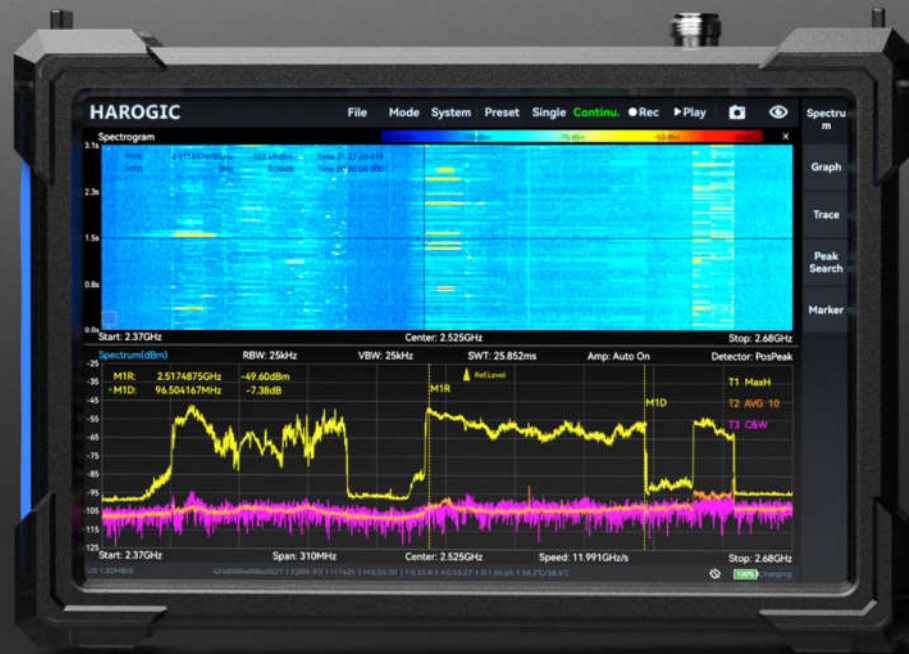 HAROGIC
File Mode System Preset Single Continu. Rec Play
Spectru
m
Graph
Trace
Peak
Search
Marker
Spectrogram
-75dBm
x
3.1s
2.3s
1.5s
0.8s
0.0s
Start: 2.37GHz Center: 2.525GHz Stop: 2.68GHz
Spectrum(dBm) RBW: 25kHz VBW: 25kHz SWT: 25.852ms Amp: Auto On Detector: PosPeak
M1R: 2.5174875GHz -49.60dBm
M1D: 96.504167MHz -7.38dB
RefLevel
M1R
M1D
T1 MaxH
T2 AVG 10
T3 C&W
-25
-35
-45
-55
-65
-75
-85
-95
-105
-115
-125
Start: 2.37GHz Span: 310MHz Center: 2.525GHz Speed: 11.991GHz/s Stop: 2.68GHz
100% Charging